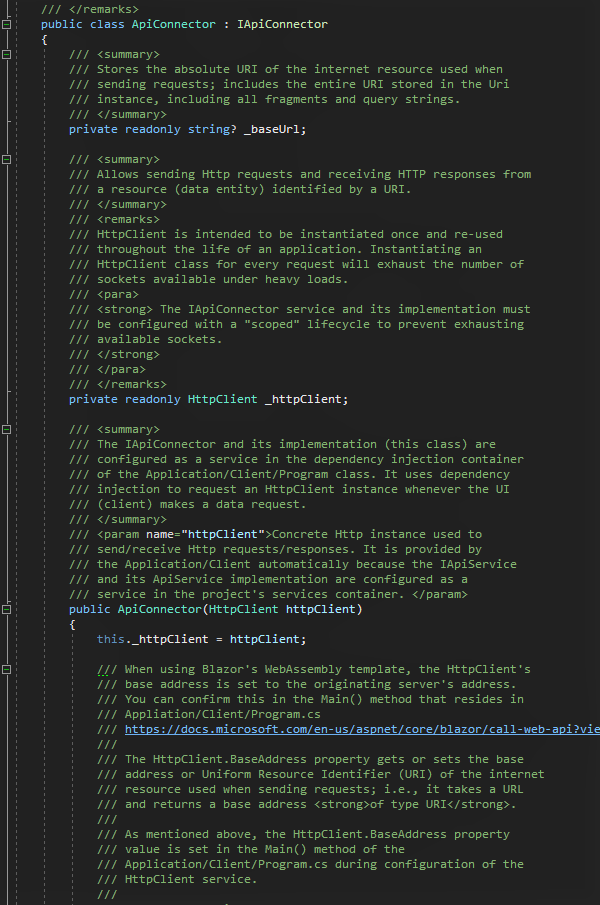 /// </remarks>
public class ApiConnector : IApiConnector
{
/// <summary>
/// Stores the absolute URI of the internet resource used when
/// sending requests; includes the entire URI stored in the Uri
/// instance, including all fragments and query strings.
/// </summary>
private readonly string? _baseUrl;
/// <summary>
/// Allows sending Http requests and receiving HTTP responses from
/// a resource (data entity) identified by a URI.
/// </summary>
/// <remarks>
/// HttpClient is intended to be instantiated once and re-used
/// throughout the life of an application. Instantiating an
/// HttpClient class for every request will exhaust the number of
/// sockets available under heavy loads.
/// <para>
/// <strong> The IApiConnector service and its implementation must
/// be configured with a "scoped" lifecycle to prevent exhausting
/// available sockets.
/// </strong>
/// </para>
/// </remarks>
private readonly HttpClient _httpClient;
/// <summary>
/// The IApiConnector and its implementation (this class) are
/// configured as a service in the dependency injection container
/// of the Application/Client/Program class. It uses dependency
/// injection to request an HttpClient instance whenever the UI
/// (client) makes a data request.
/// </summary>
/// <param name="httpClient">Concrete Http instance used to
/// send/receive Http requests/responses. It is provided by
/// the Application/Client automatically because the IApiService
/// and its ApiService implementation are configured as a
/// service in the project's services container. </param>
public ApiConnector(HttpClient httpClient)
{
this._httpClient = httpClient;
/// When using Blazor's WebAssembly template, the HttpClient's
/// base address is set to the originating server's address.
/// You can confirm this in the Main() method that resides in
/// Appliation/Client/Program.cs
/// https://docs.microsoft.com/en-us/aspnet/core/blazor/call-web-api?vie
///
/// The HttpClient.BaseAddress property gets or sets the base
/// address or Uniform Resource Identifier (URI) of the internet
/// resource used when sending requests; i.e., it takes a URL
/// and returns a base address <strong>of type URI</strong>.
///
/// As mentioned above, the HttpClient.BaseAddress property
/// value is set in the Main() method of the
/// Application/Client/Program.cs during configuration of the
/// HttpClient service.
///